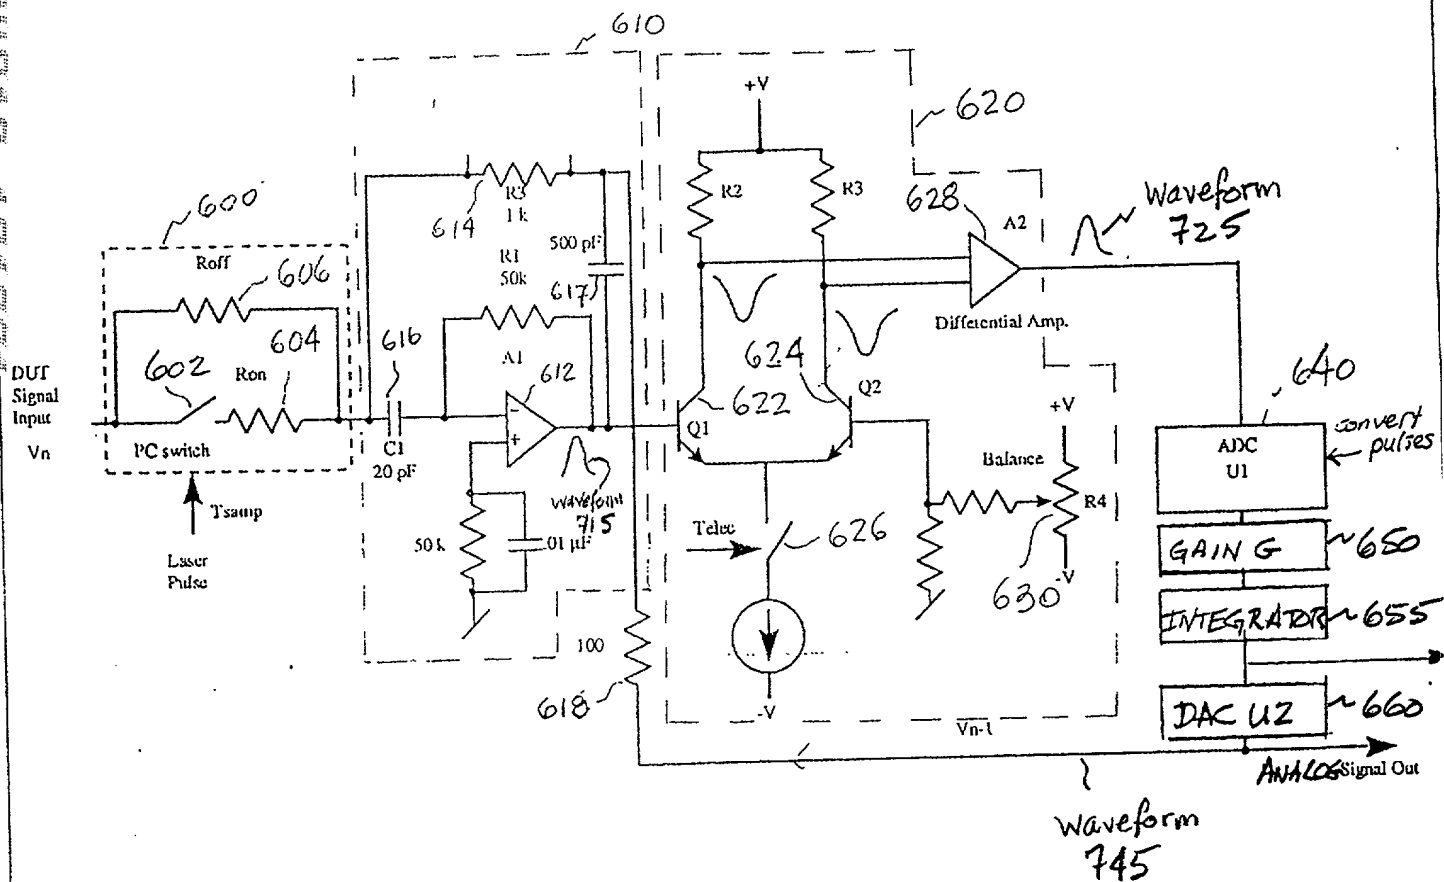 610
+V
620
R2
R3
628
A2
waveform
725
600
Roff
606
R3
1 k
614
R1
50k
500 pF
617
Differential Amp.
DUT
Signal
Input
Vn
602
Ron
604
PC switch
616
C1
20 pF
A1
612
-
+
622
624
Q1
Q2
waveform
715
Tsamp
Laser
Pulse
50 k
.01 µF
Telec
626
Balance
+V
R4
-V
630
640
ADC
U1
convert
pulses
GAIN G
650
INTEGRATOR
655
DAC U2
660
100
618
-V
Vn-1
ANALOG Signal Out
waveform
745